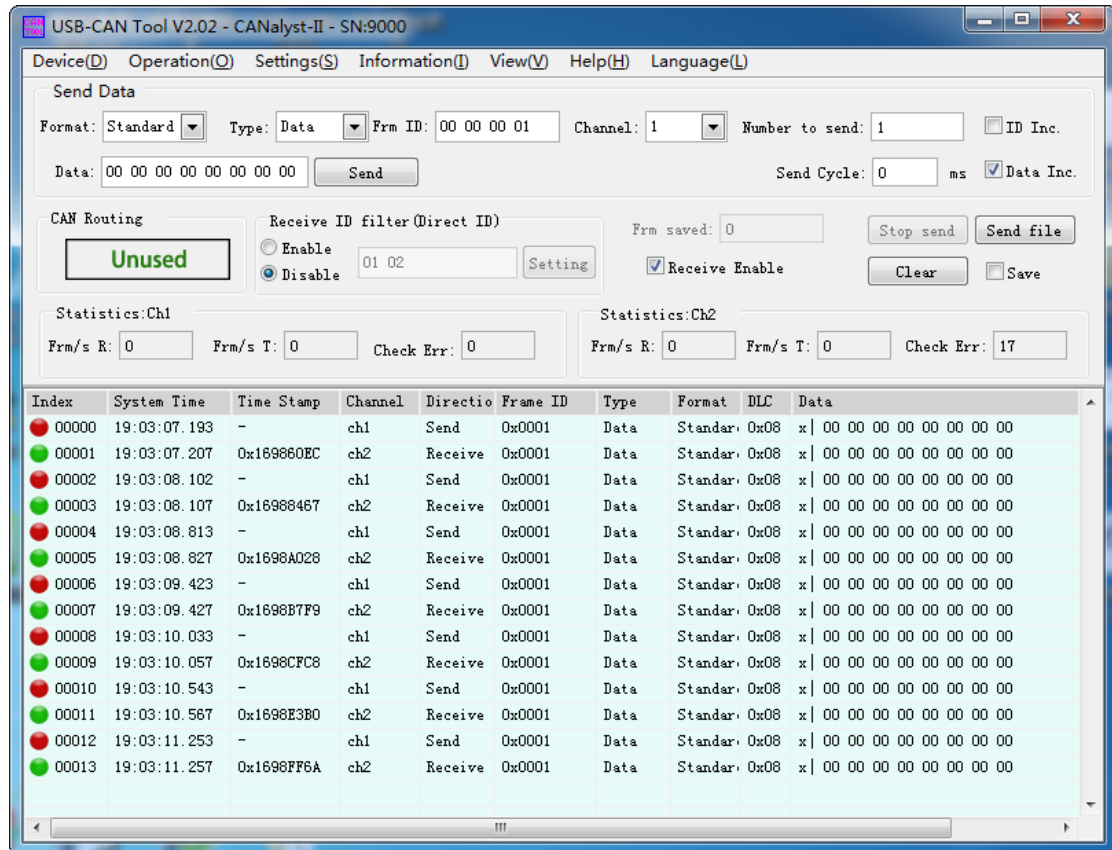 CAN TOOL USB-CAN Tool V2.02 - CANalyst-II - SN:9000
Device(D) Operation(O) Settings(S) Information(I) View(V) Help(H) Language(L)
Send Data
Format: Standard Type: Data Frm ID: 00 00 00 01 Channel: 1 Number to send: 1 ID Inc.
Data: 00 00 00 00 00 00 00 00 Send Send Cycle: 0 ms Data Inc.
CAN Routing Receive ID filter(Direct ID)
Unused Enable Disable 01 02 Setting
Frm saved: 0 Stop send Send file
Receive Enable Clear Save
Statistics:Ch1 Statistics:Ch2
Frm/s R: 0 Frm/s T: 0 Check Err: 0 Frm/s R: 0 Frm/s T: 0 Check Err: 17
Index System Time Time Stamp Channel Directio Frame ID Type Format DLC Data
00000 19:03:07.193 - ch1 Send 0x0001 Data Standar 0x08 x| 00 00 00 00 00 00 00 00
00001 19:03:07.207 0x169860EC ch2 Receive 0x0001 Data Standar 0x08 x| 00 00 00 00 00 00 00 00
00002 19:03:08.102 - ch1 Send 0x0001 Data Standar 0x08 x| 00 00 00 00 00 00 00 00
00003 19:03:08.107 0x16988467 ch2 Receive 0x0001 Data Standar 0x08 x| 00 00 00 00 00 00 00 00
00004 19:03:08.813 - ch1 Send 0x0001 Data Standar 0x08 x| 00 00 00 00 00 00 00 00
00005 19:03:08.827 0x1698A028 ch2 Receive 0x0001 Data Standar 0x08 x| 00 00 00 00 00 00 00 00
00006 19:03:09.423 - ch1 Send 0x0001 Data Standar 0x08 x| 00 00 00 00 00 00 00 00
00007 19:03:09.427 0x1698B7F9 ch2 Receive 0x0001 Data Standar 0x08 x| 00 00 00 00 00 00 00 00
00008 19:03:10.033 - ch1 Send 0x0001 Data Standar 0x08 x| 00 00 00 00 00 00 00 00
00009 19:03:10.057 0x1698CFC8 ch2 Receive 0x0001 Data Standar 0x08 x| 00 00 00 00 00 00 00 00
00010 19:03:10.543 - ch1 Send 0x0001 Data Standar 0x08 x| 00 00 00 00 00 00 00 00
00011 19:03:10.567 0x1698E3B0 ch2 Receive 0x0001 Data Standar 0x08 x| 00 00 00 00 00 00 00 00
00012 19:03:11.253 - ch1 Send 0x0001 Data Standar 0x08 x| 00 00 00 00 00 00 00 00
00013 19:03:11.257 0x1698FF6A ch2 Receive 0x0001 Data Standar 0x08 x| 00 00 00 00 00 00 00 00